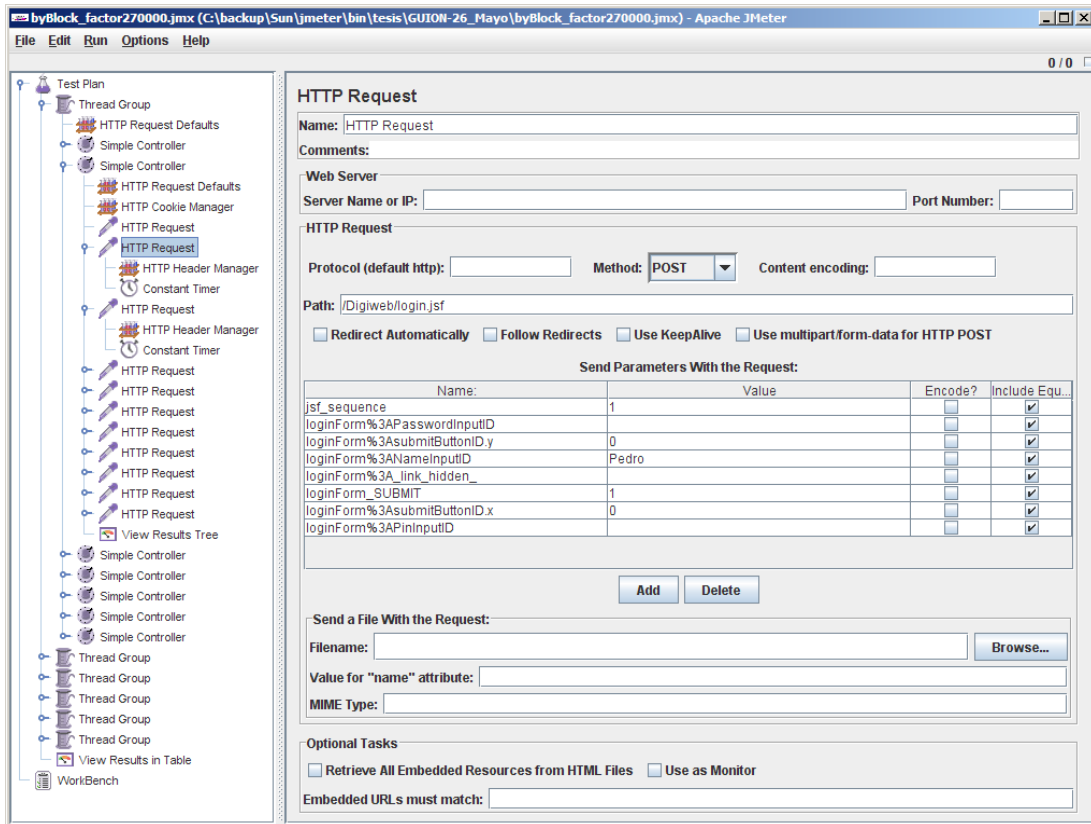 byBlock_factor270000.jmx (C:\backup\Sun\jmeter\bin\tesis\GUION-26_Mayo\byBlock_factor270000.jmx) - Apache JMeter
File Edit Run Options Help
0 / 0
Test Plan
Thread Group
HTTP Request Defaults
Simple Controller
Simple Controller
HTTP Request Defaults
HTTP Cookie Manager
HTTP Request
HTTP Request
HTTP Header Manager
Constant Timer
HTTP Request
HTTP Header Manager
Constant Timer
HTTP Request
HTTP Request
HTTP Request
HTTP Request
HTTP Request
HTTP Request
HTTP Request
HTTP Request
View Results Tree
Simple Controller
Simple Controller
Simple Controller
Simple Controller
Simple Controller
Thread Group
Thread Group
Thread Group
Thread Group
Thread Group
View Results in Table
WorkBench
HTTP Request
Name: HTTP Request
Comments:
Web Server
Server Name or IP: Port Number:
HTTP Request
Protocol (default http): Method: POST Content encoding:
Path: /Digiweb/login.jsf
Redirect Automatically Follow Redirects Use KeepAlive Use multipart/form-data for HTTP POST
Send Parameters With the Request:
Name: Value Encode? Include Equ...
jsf_sequence 1
loginForm%3APasswordInputID
loginForm%3AsubmitButtonID.y 0
loginForm%3ANameInputID Pedro
loginForm%3A_link_hidden_
loginForm_SUBMIT 1
loginForm%3AsubmitButtonID.x 0
loginForm%3APinInputID
Add Delete
Send a File With the Request:
Filename: Browse...
Value for "name" attribute:
MIME Type:
Optional Tasks
Retrieve All Embedded Resources from HTML Files Use as Monitor
Embedded URLs must match: